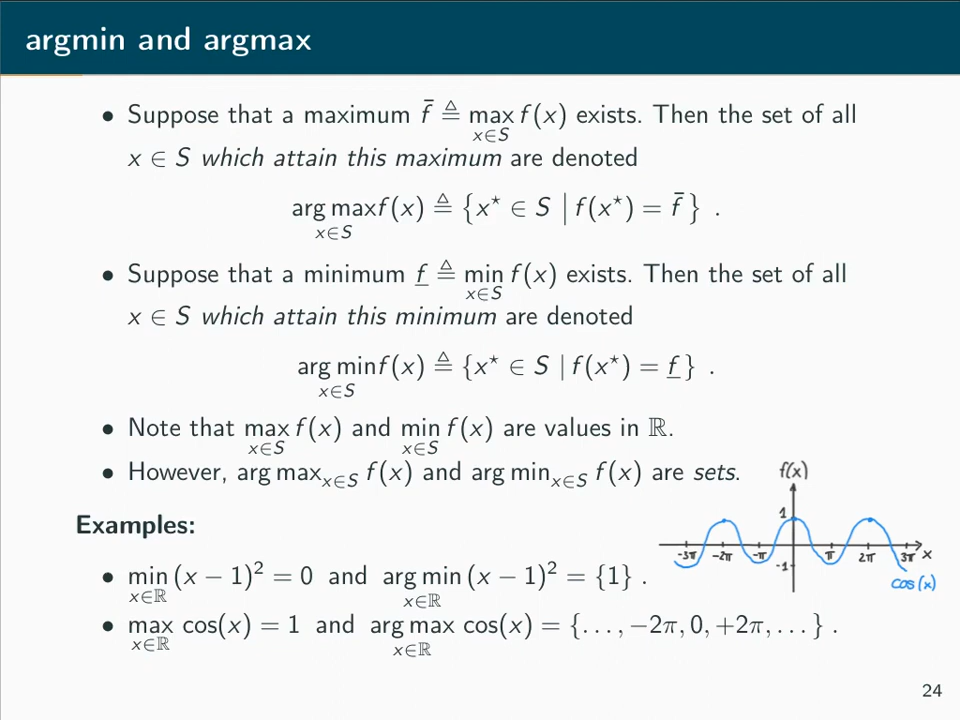 argmin and argmax
• Suppose that a maximum f̄ ≜ max f(x) exists. Then the set of all
x∈S
x ∈ S which attain this maximum are denoted
arg max f(x) ≜ {x⋆ ∈ S | f(x⋆) = f̄} .
x∈S
• Suppose that a minimum f̲ ≜ min f(x) exists. Then the set of all
x∈S
x ∈ S which attain this minimum are denoted
arg min f(x) ≜ {x⋆ ∈ S | f(x⋆) = f̲} .
x∈S
• Note that max f(x) and min f(x) are values in ℝ.
x∈S x∈S
• However, arg maxx∈S f(x) and arg minx∈S f(x) are sets.
f(x)
1
-3π -2π -π π 2π 3π x
-1
cos(x)
Examples:
• min (x − 1)² = 0 and arg min (x − 1)² = {1} .
x∈ℝ x∈ℝ
• max cos(x) = 1 and arg max cos(x) = {. . . , −2π, 0, +2π, . . . } .
x∈ℝ x∈ℝ
24